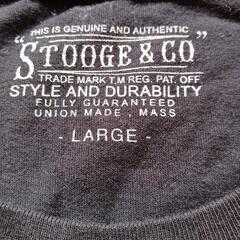 THIS IS GENUINE AND AUTHENTIC
"STOOGE & CO"
TRADE MARK T.M REG. PAT. OFF
STYLE AND DURABILITY
FULLY GUARANTEED
UNION MADE , MASS
- LARGE -